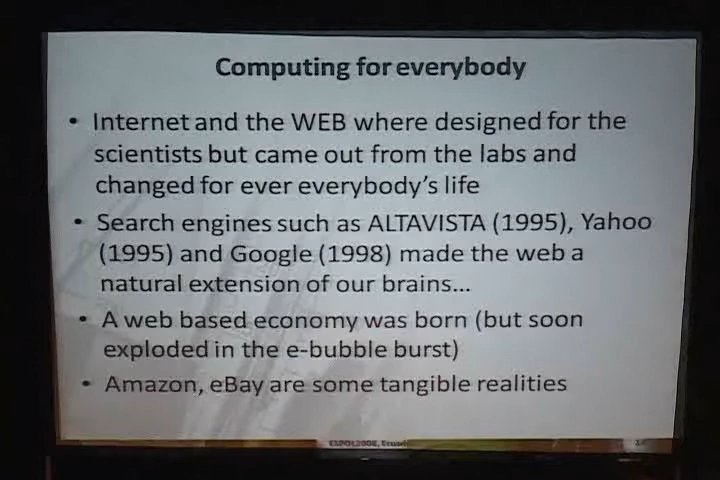 Computing for everybody
• Internet and the WEB where designed for the
scientists but came out from the labs and
changed for ever everybody's life
• Search engines such as ALTAVISTA (1995), Yahoo
(1995) and Google (1998) made the web a
natural extension of our brains...
• A web based economy was born (but soon
exploded in the e-bubble burst)
• Amazon, eBay are some tangible realities